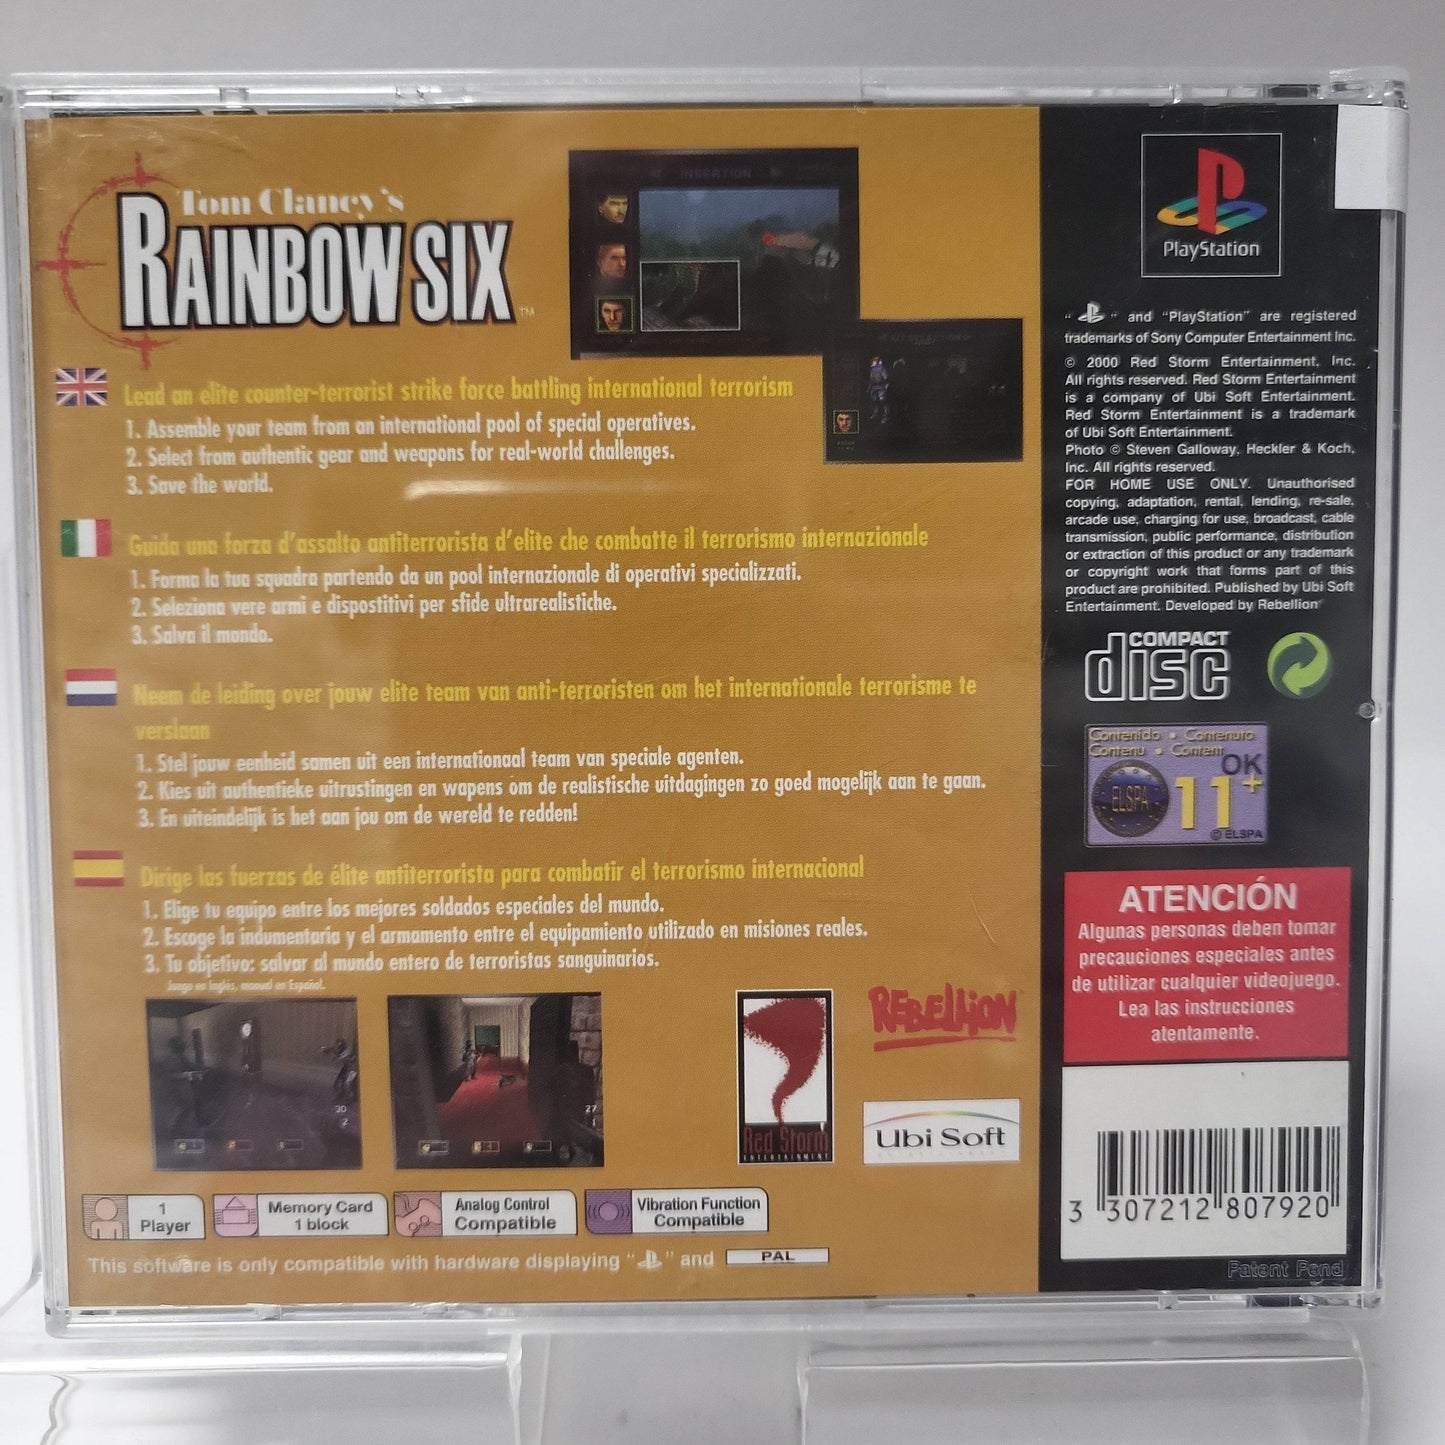 Tom Clancy's
RAINBOW SIX™
INSERTION
Lead an elite counter-terrorist strike force battling international terrorism
1. Assemble your team from an international pool of special operatives.
2. Select from authentic gear and weapons for real-world challenges.
3. Save the world.
Guida una forza d'assalto antiterrorista d'elite che combatte il terrorismo internazionale
1. Forma la tua squadra partendo da un pool internazionale di operativi specializzati.
2. Seleziona vere armi e dispostitivi per sfide ultrarealistiche.
3. Salva il mondo.
Neem de leiding over jouw elite team van anti-terroristen om het internationale terrorisme te
verslaan
1. Stel jouw eenheid samen uit een internationaal team van speciale agenten.
2. Kies uit authentieke uitrustingen en wapens om de realistische uitdagingen zo goed mogelijk aan te gaan.
3. En uiteindelijk is het aan jou om de wereld te redden!
Dirige las fuerzas de élite antiterrorista para combatir el terrorismo internacional
1. Elige tu equipo entre los mejores soldados especiales del mundo.
2. Escoge la indumentaria y el armamento entre el equipamiento utilizado en misiones reales.
3. Tu objetivo: salvar al mundo entero de terroristas sanguinarios.
Juego en Inglés, manual en Español.
30
2
27
Red Storm
ENTERTAINMENT
REBELLION
Ubi Soft
1
Player
Memory Card
1 block
Analog Control
Compatible
Vibration Function
Compatible
This software is only compatible with hardware displaying " " and PAL
PlayStation
" " and "PlayStation" are registered
trademarks of Sony Computer Entertainment Inc.
© 2000 Red Storm Entertainment, Inc.
All rights reserved. Red Storm Entertainment
is a company of Ubi Soft Entertainment.
Red Storm Entertainment is a trademark
of Ubi Soft Entertainment.
Photo © Steven Galloway, Heckler & Koch,
Inc. All rights reserved.
FOR HOME USE ONLY. Unauthorised
copying, adaptation, rental, lending, re-sale,
arcade use, charging for use, broadcast, cable
transmission, public performance, distribution
or extraction of this product or any trademark
or copyright work that forms part of this
product are prohibited. Published by Ubi Soft
Entertainment. Developed by Rebellion
COMPACT
disc
Contenido • Contenuto
Contenu • Content
OK
ELSPA
11+
© ELSPA
ATENCIÓN
Algunas personas deben tomar
precauciones especiales antes
de utilizar cualquier videojuego.
Lea las instrucciones
atentamente.
3 307212 807920
Patent Pend